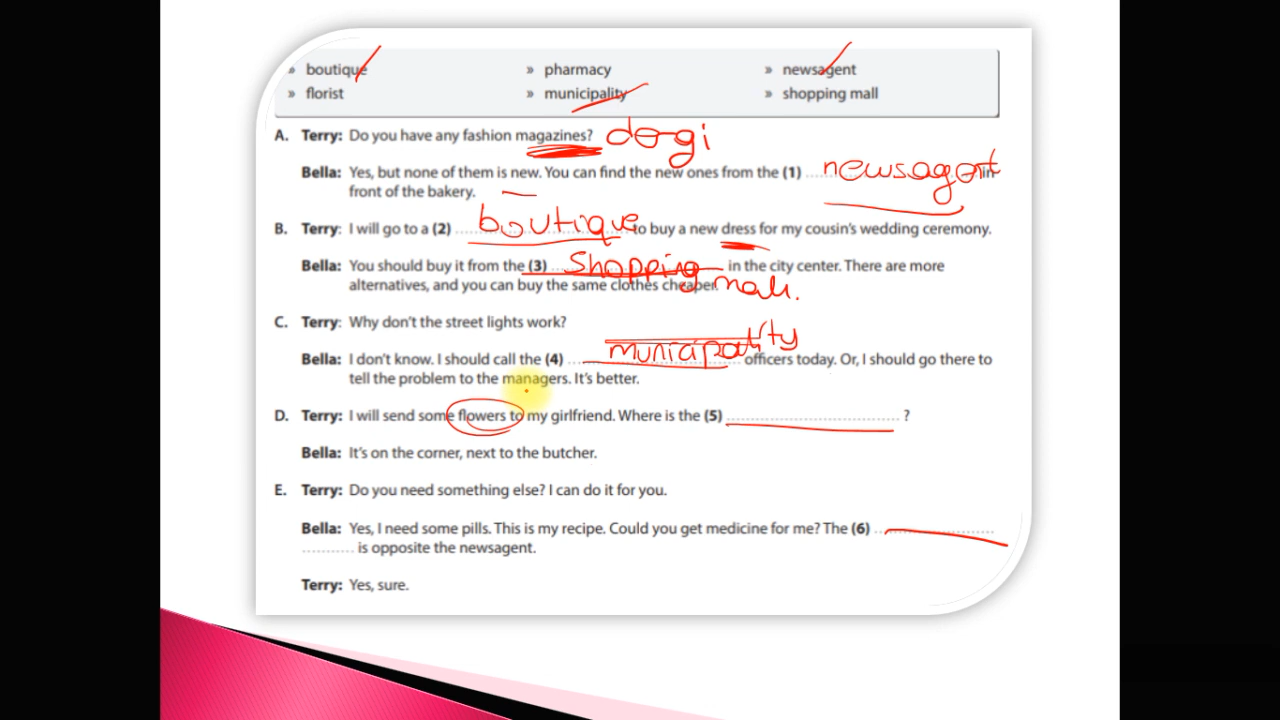 » boutique » pharmacy » newsagent
» florist » municipality » shopping mall
A. Terry: Do you have any fashion magazines? dergi
Bella: Yes, but none of them is new. You can find the new ones from the (1) newsagent in
front of the bakery.
B. Terry: I will go to a (2) boutique to buy a new dress for my cousin's wedding ceremony.
Bella: You should buy it from the (3) shopping in the city center. There are more
alternatives, and you can buy the same clothes cheaper. mall.
C. Terry: Why don't the street lights work?
Bella: I don't know. I should call the (4) municipality officers today. Or, I should go there to
tell the problem to the managers. It's better.
D. Terry: I will send some flowers to my girlfriend. Where is the (5) ........................................ ?
Bella: It's on the corner, next to the butcher.
E. Terry: Do you need something else? I can do it for you.
Bella: Yes, I need some pills. This is my recipe. Could you get medicine for me? The (6) ............................
............ is opposite the newsagent.
Terry: Yes, sure.